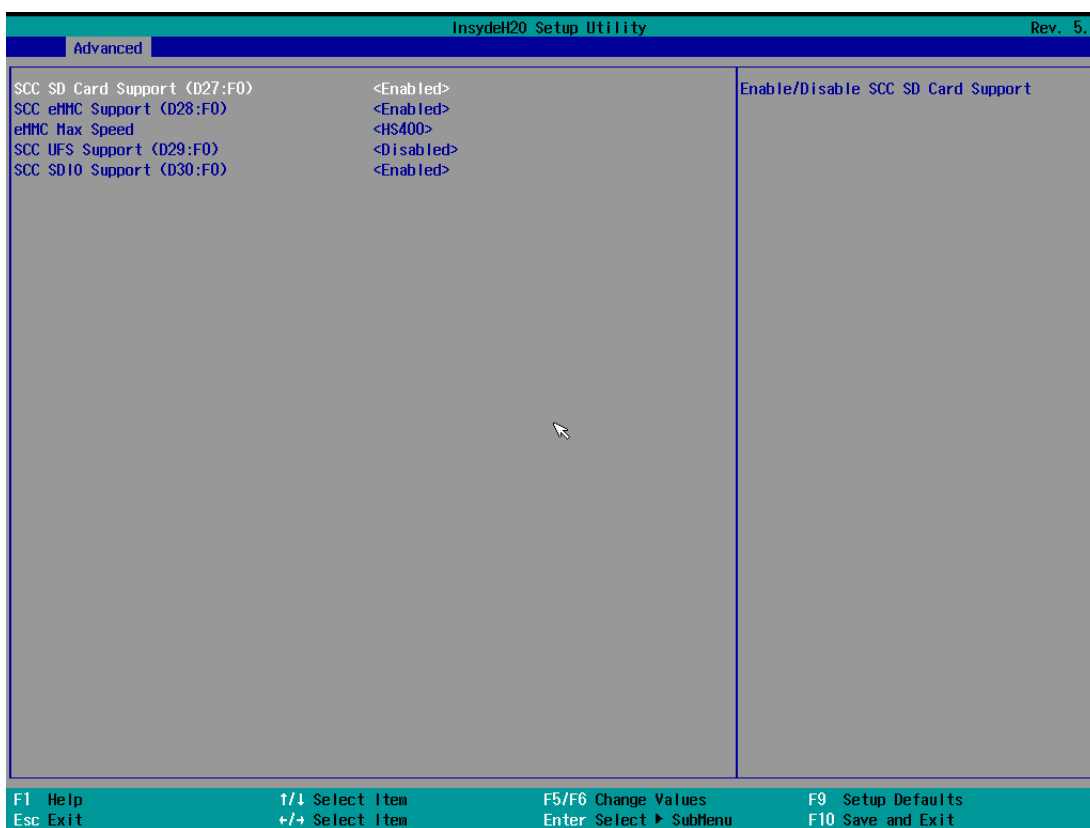 InsydeH20 Setup Utility Rev. 5.
Advanced
SCC SD Card Support (D27:F0) <Enabled> Enable/Disable SCC SD Card Support
SCC eMMC Support (D28:F0) <Enabled>
eMMC Max Speed <HS400>
SCC UFS Support (D29:F0) <Disabled>
SCC SDIO Support (D30:F0) <Enabled>
F1 Help ↑/↓ Select Item F5/F6 Change Values F9 Setup Defaults
Esc Exit ←/→ Select Item Enter Select ▶ SubMenu F10 Save and Exit